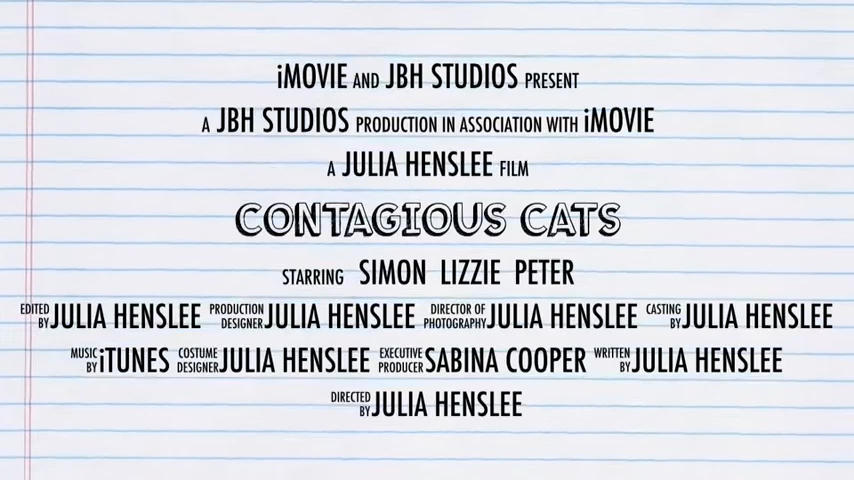 iMOVIE AND JBH STUDIOS PRESENT
A JBH STUDIOS PRODUCTION IN ASSOCIATION WITH iMOVIE
A JULIA HENSLEE FILM
CONTAGIOUS CATS
STARRING SIMON LIZZIE PETER
EDITED BY JULIA HENSLEE PRODUCTION DESIGNER JULIA HENSLEE DIRECTOR OF PHOTOGRAPHY JULIA HENSLEE CASTING BY JULIA HENSLEE
MUSIC BY iTUNES COSTUME DESIGNER JULIA HENSLEE EXECUTIVE PRODUCER SABINA COOPER WRITTEN BY JULIA HENSLEE
DIRECTED BY JULIA HENSLEE